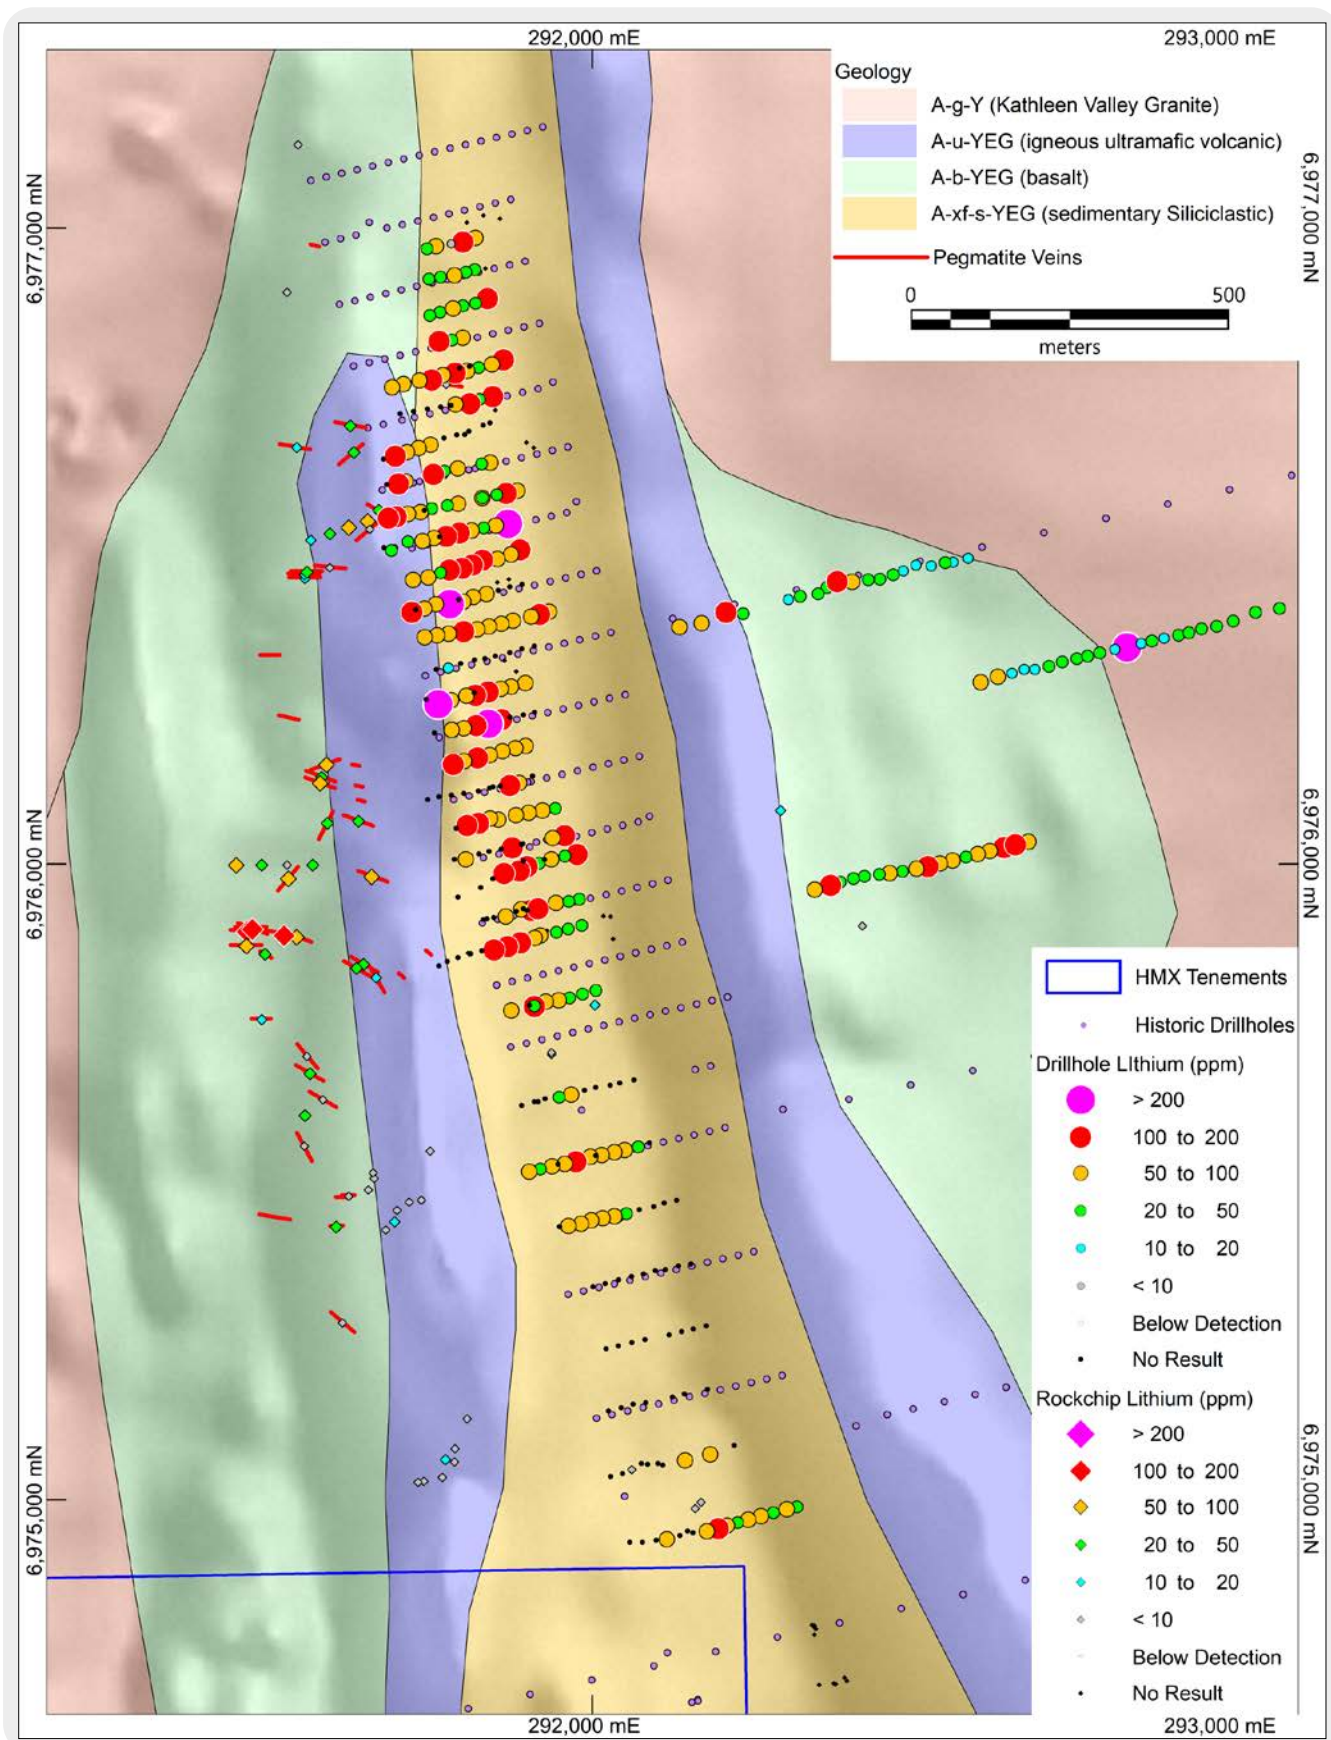 292,000 mE
293,000 mE
Geology
A-g-Y (Kathleen Valley Granite)
A-u-YEG (igneous ultramafic volcanic)
A-b-YEG (basalt)
A-xf-s-YEG (sedimentary Siliciclastic)
Pegmatite Veins
0 500
meters
6,977,000 mN
6,977,000 mN
6,976,000 mN
6,976,000 mN
HMX Tenements
Historic Drillholes
Drillhole LIthium (ppm)
> 200
100 to 200
50 to 100
20 to 50
10 to 20
< 10
Below Detection
No Result
Rockchip Lithium (ppm)
> 200
100 to 200
50 to 100
20 to 50
10 to 20
< 10
Below Detection
No Result
6,975,000 mN
6,975,000 mN
292,000 mE
293,000 mE